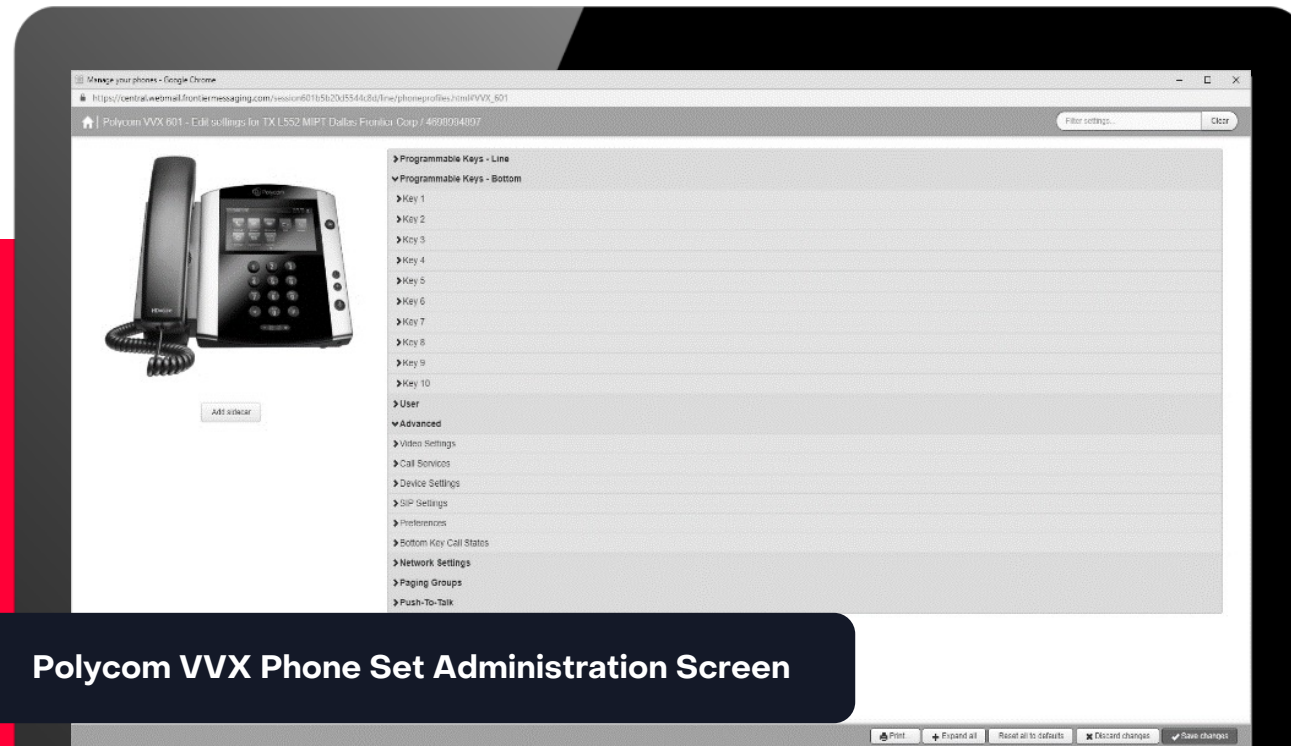 Manage your phones - Google Chrome
https://central.webmail.frontiermessaging.com/session601b5b20d5544c8d/line/phoneprofiles.html#VVX_601
Polycom VVX 601 - Edit settings for TX L552 MIPT Dallas Corp / 4698094897
Filter settings...
Clear
Programmable Keys - Line
Programmable Keys - Bottom
Key 1
Key 2
Key 3
Key 4
Key 5
Key 6
Key 7
Key 8
Key 9
Key 10
User
Advanced
Video Settings
Call Services
Device Settings
SIP Settings
Preferences
Bottom Key Call States
Network Settings
Paging Groups
Push-To-Talk
Polycom
Add sidecar
Polycom VVX Phone Set Administration Screen
Print
Expand all
Reset all to defaults
Discard changes
Save changes